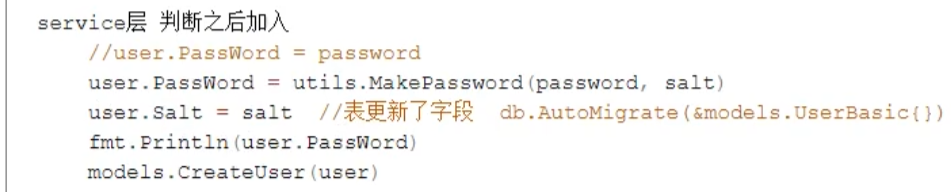 service层 判断之后加入
//user.PassWord = password
user.PassWord = utils.MakePassword(password, salt)
user.Salt = salt  //表更新了字段  db.AutoMigrate(&models.UserBasic{})
fmt.Println(user.PassWord)
models.CreateUser(user)